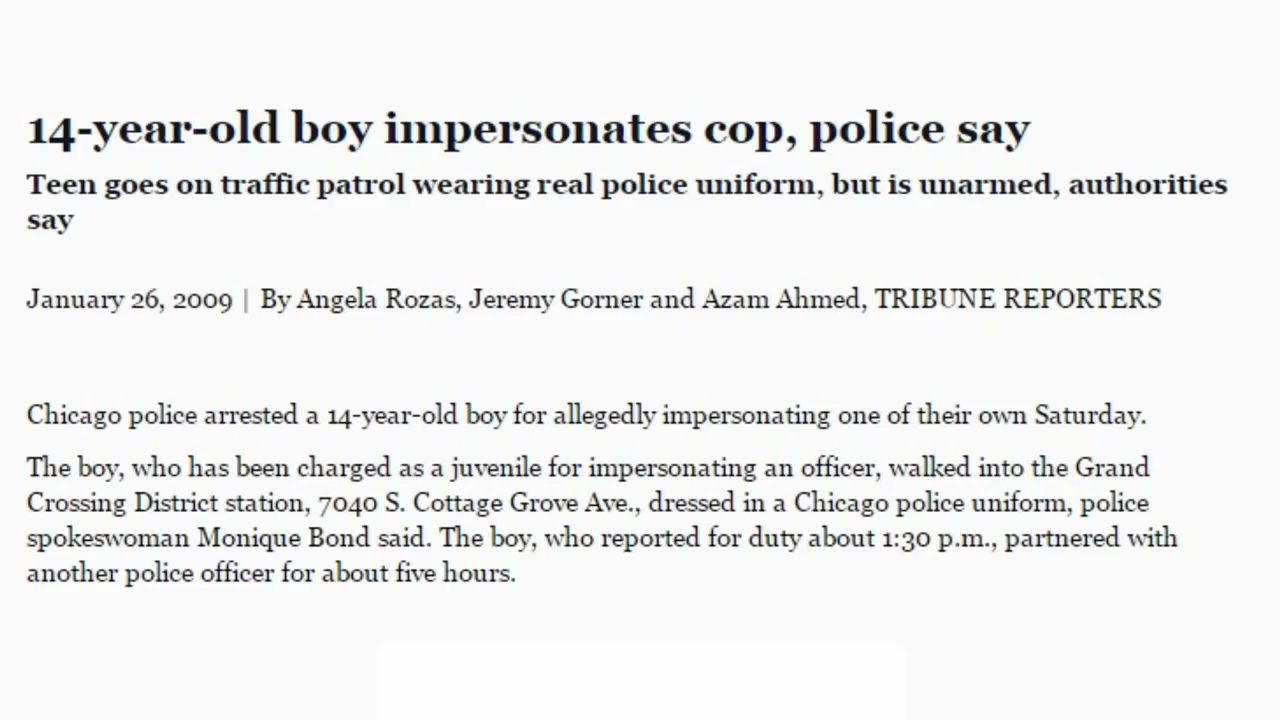 14-year-old boy impersonates cop, police say
Teen goes on traffic patrol wearing real police uniform, but is unarmed, authorities
say
January 26, 2009 | By Angela Rozas, Jeremy Gorner and Azam Ahmed, TRIBUNE REPORTERS
Chicago police arrested a 14-year-old boy for allegedly impersonating one of their own Saturday.
The boy, who has been charged as a juvenile for impersonating an officer, walked into the Grand
Crossing District station, 7040 S. Cottage Grove Ave., dressed in a Chicago police uniform, police
spokeswoman Monique Bond said. The boy, who reported for duty about 1:30 p.m., partnered with
another police officer for about five hours.